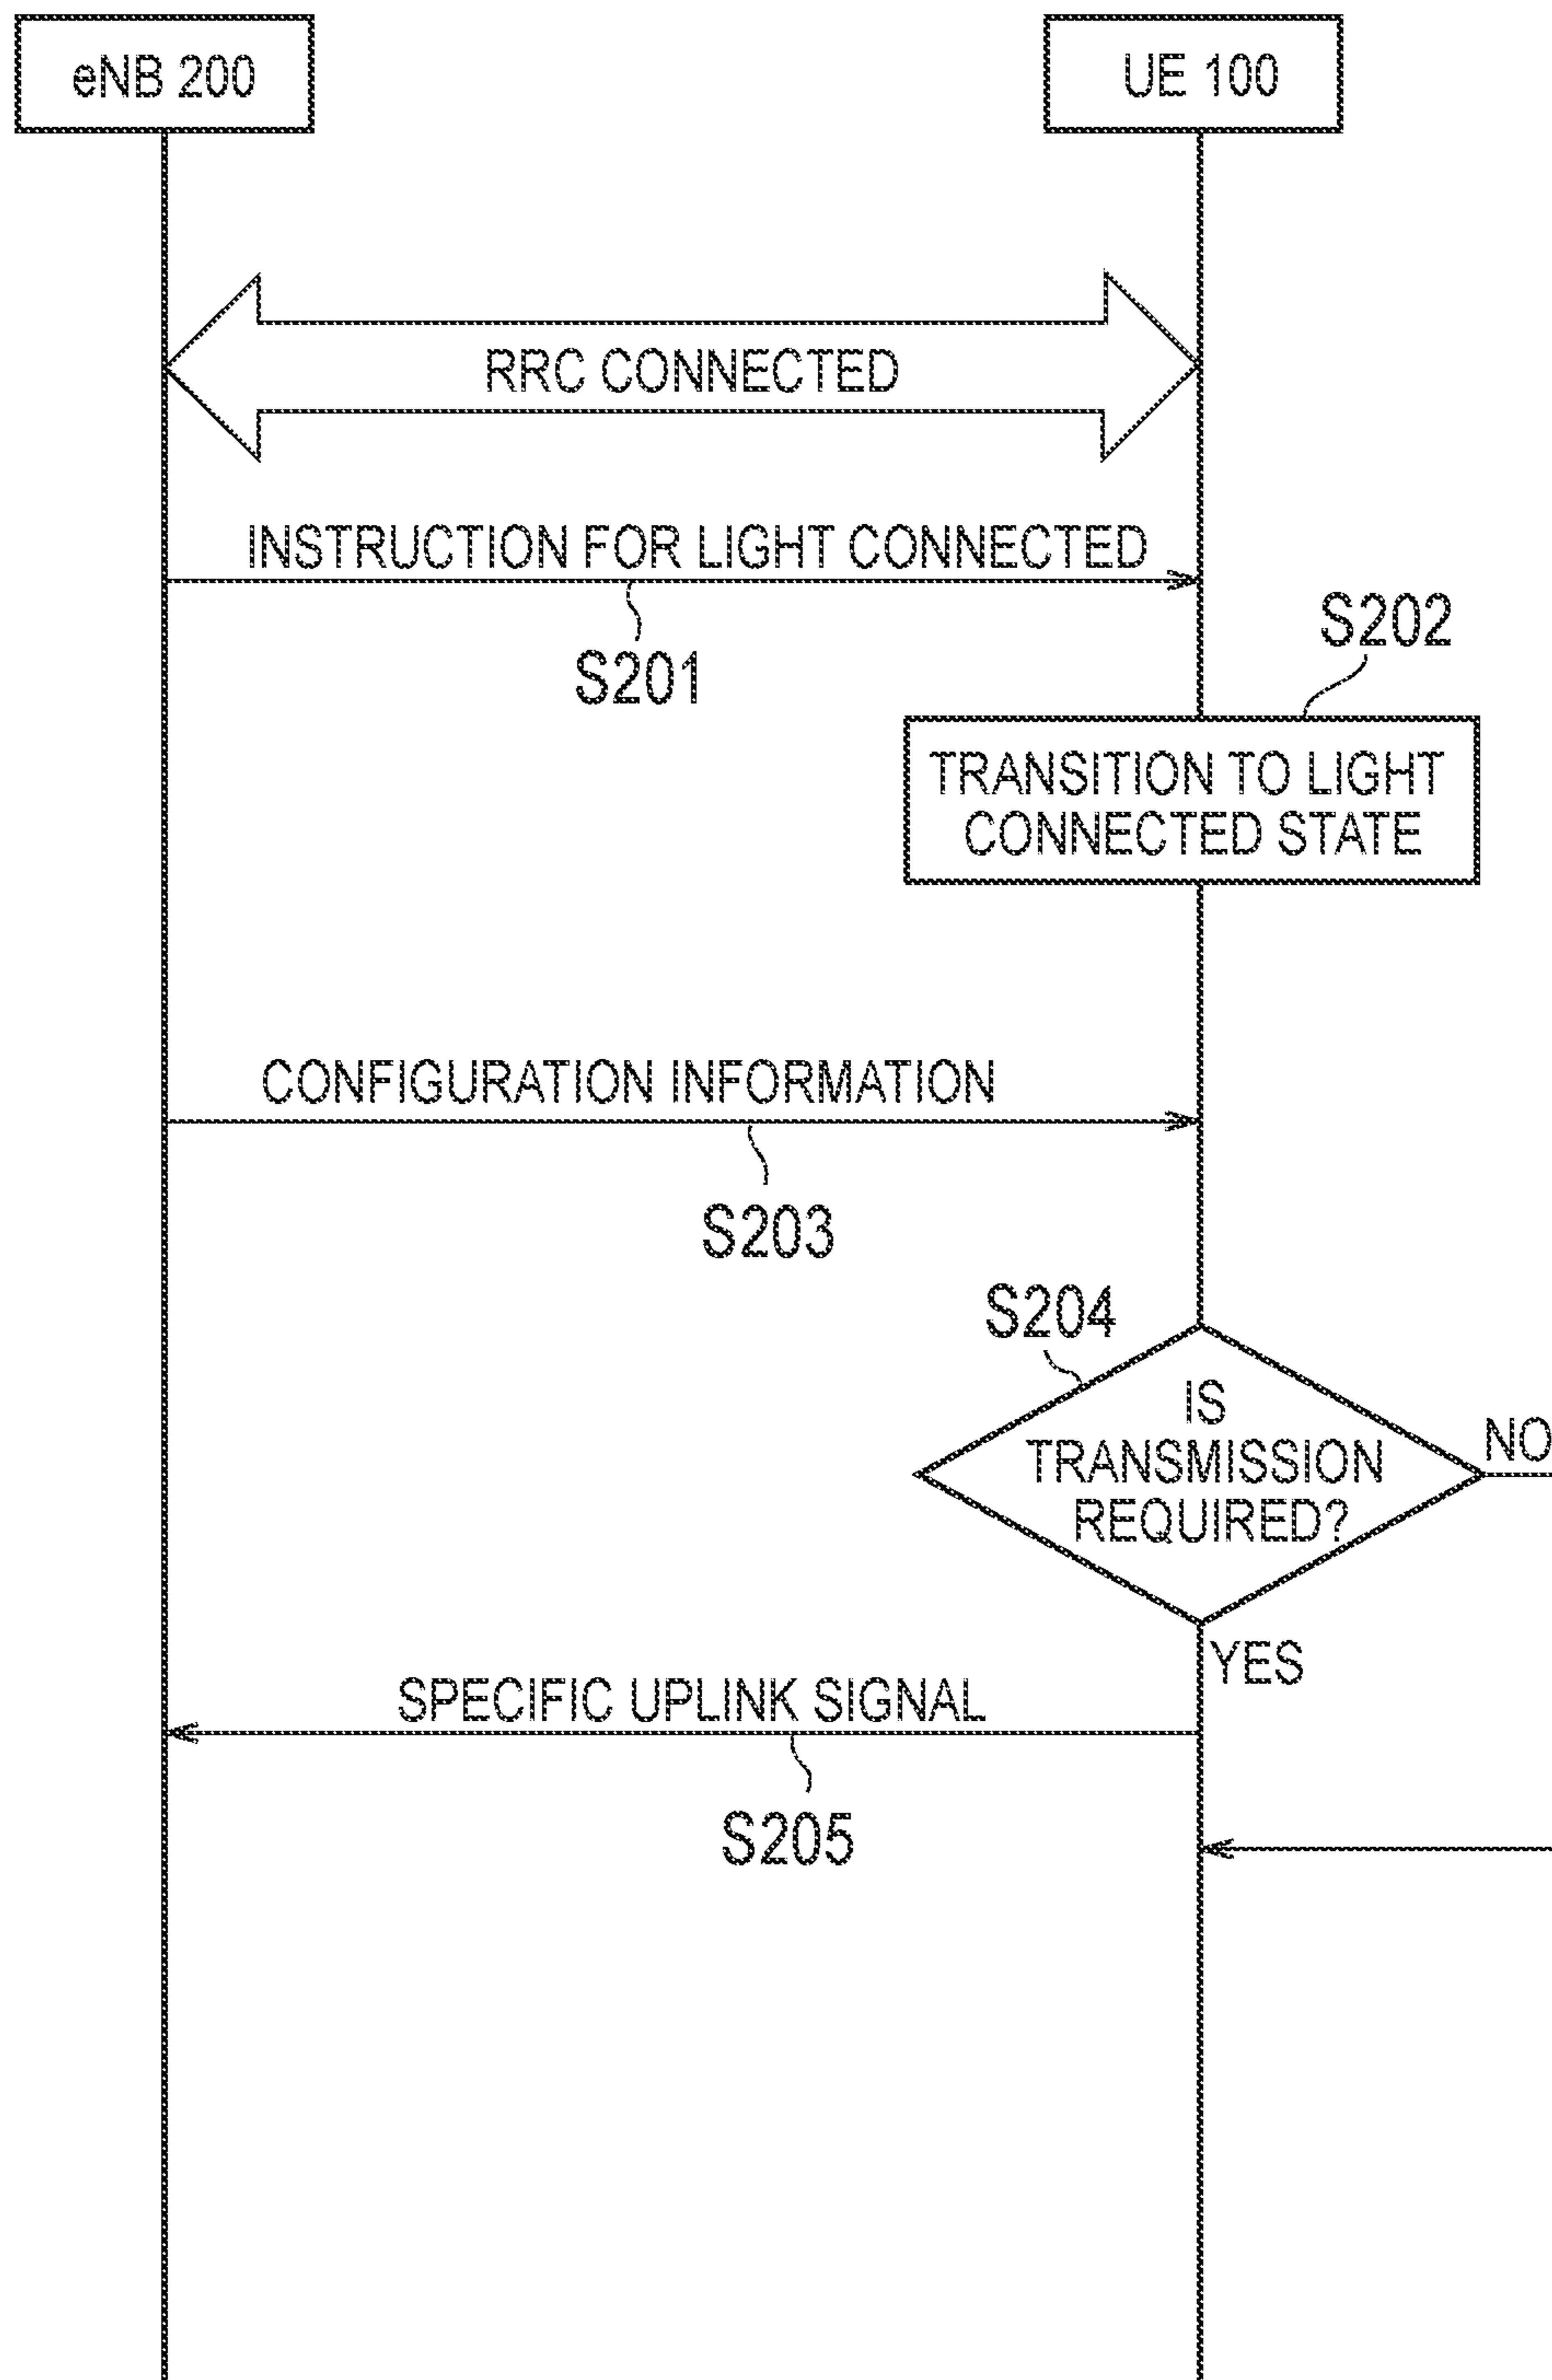 eNB 200
UE 100
RRC CONNECTED
INSTRUCTION FOR LIGHT CONNECTED
S201
S202
TRANSITION TO LIGHT
CONNECTED STATE
CONFIGURATION INFORMATION
S203
S204
IS
TRANSMISSION
REQUIRED?
NO
YES
SPECIFIC UPLINK SIGNAL
S205